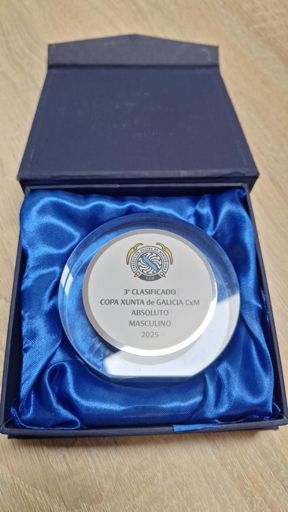 3º CLASIFICADO
COPA XUNTA de GALICIA CxM
ABSOLUTO
MASCULINO
2025